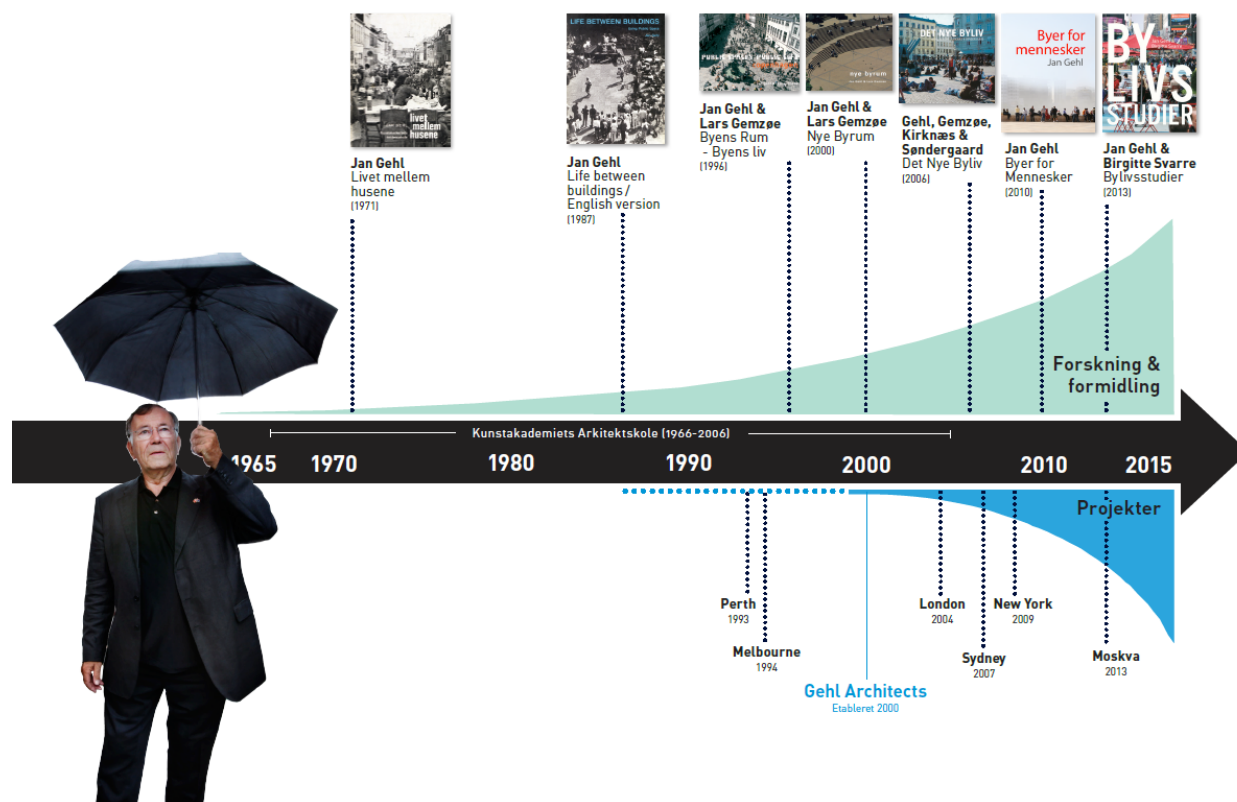 livet
mellem
husene
Jan Gehl
Livet mellem
husene
(1971)
LIFE BETWEEN BUILDINGS
Jan Gehl
Life between
buildings/
English version
(1987)
PUBLIC SPACES PUBLIC LIFE
Jan Gehl &
Lars Gemzøe
Byens Rum
- Byens liv
(1996)
nye byrum
Jan Gehl &
Lars Gemzøe
Nye Byrum
(2000)
DET NYE BYLIV
Gehl, Gemzøe,
Kirknæs &
Søndergaard
Det Nye Byliv
(2006)
Byer for
mennesker
Jan Gehl
Jan Gehl
Byer for
Mennesker
(2010)
BY
LIVS
STUDIER
Jan Gehl &
Birgitte Svarre
Bylivsstudier
(2013)
Forskning &
formidling
Kunstakademiets Arkitektskole (1966-2006)
1965 1970 1980 1990 2000 2010 2015
Projekter
Perth
1993
Melbourne
1994
London
2004
New York
2009
Sydney
2007
Moskva
2013
Gehl Architects
Etableret 2000